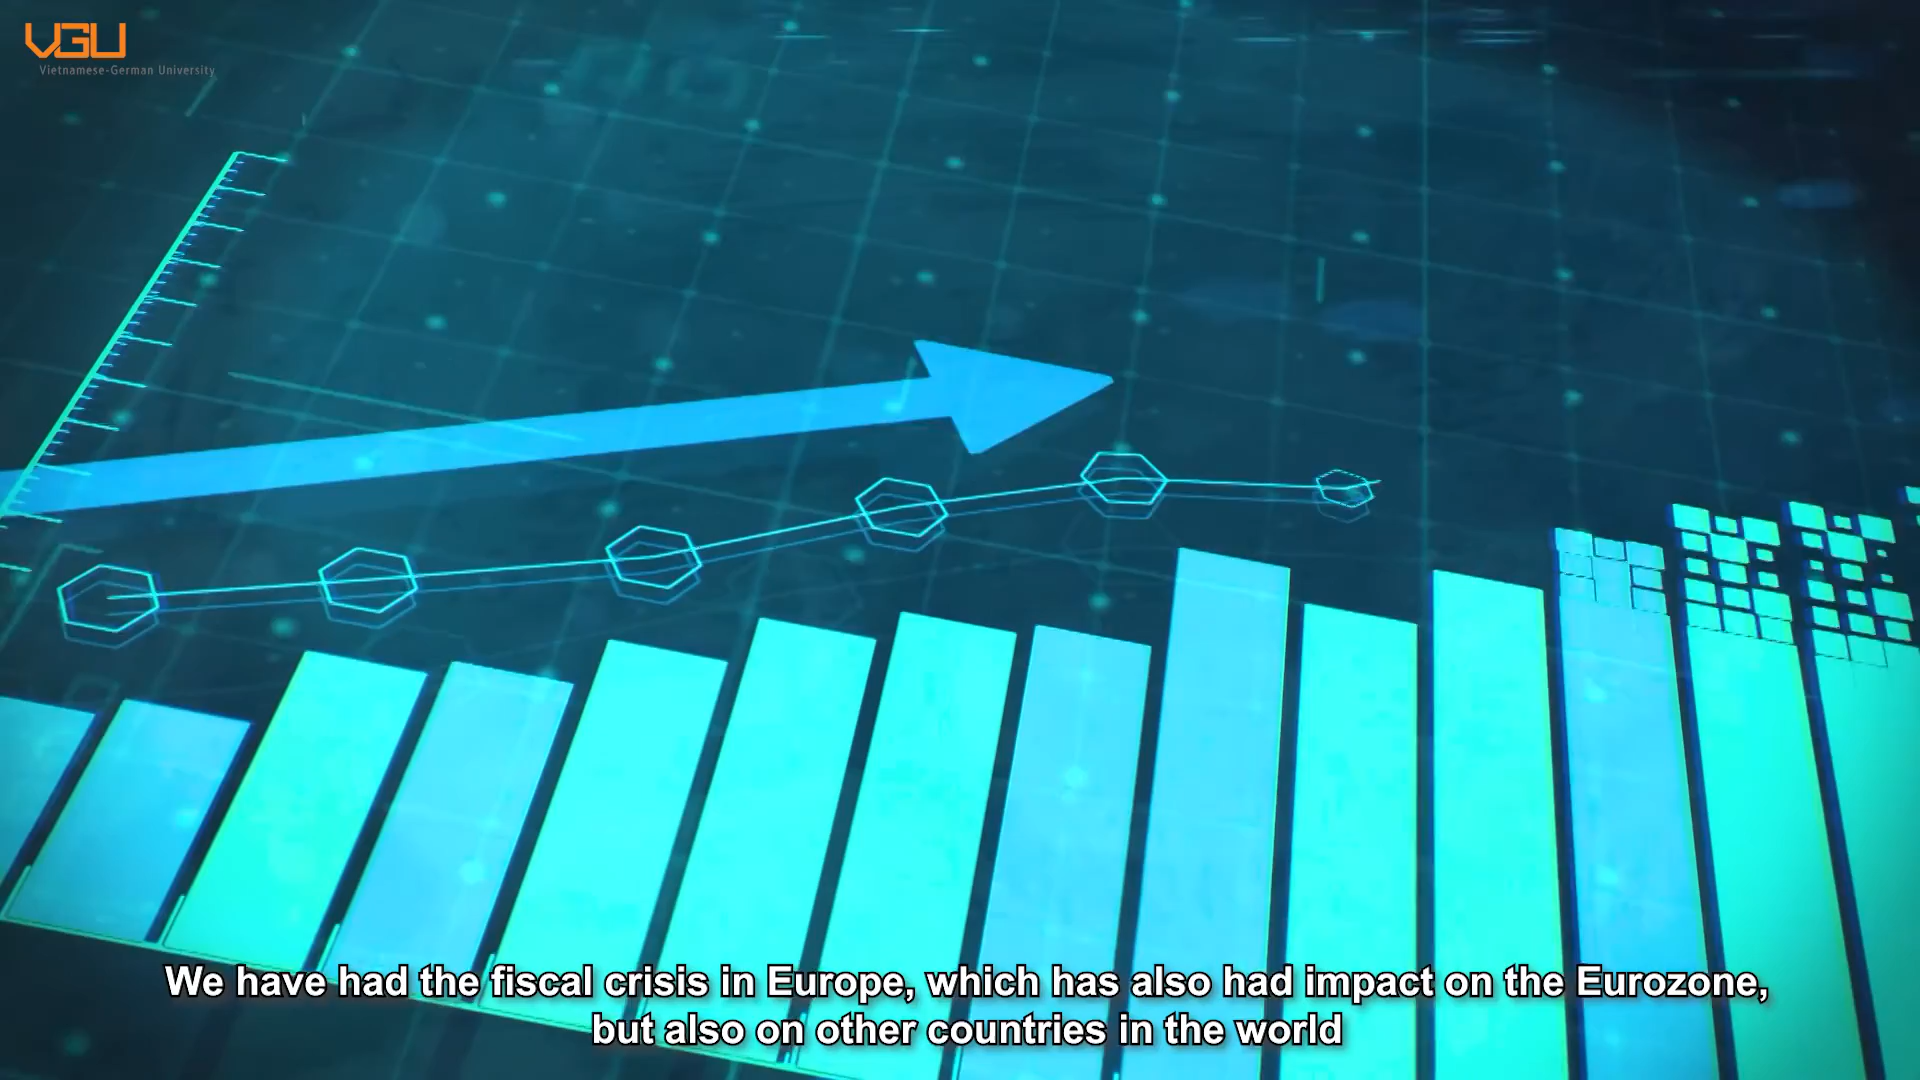 VGU
Vietnamese-German University
We have had the fiscal crisis in Europe, which has also had impact on the Eurozone,
but also on other countries in the world